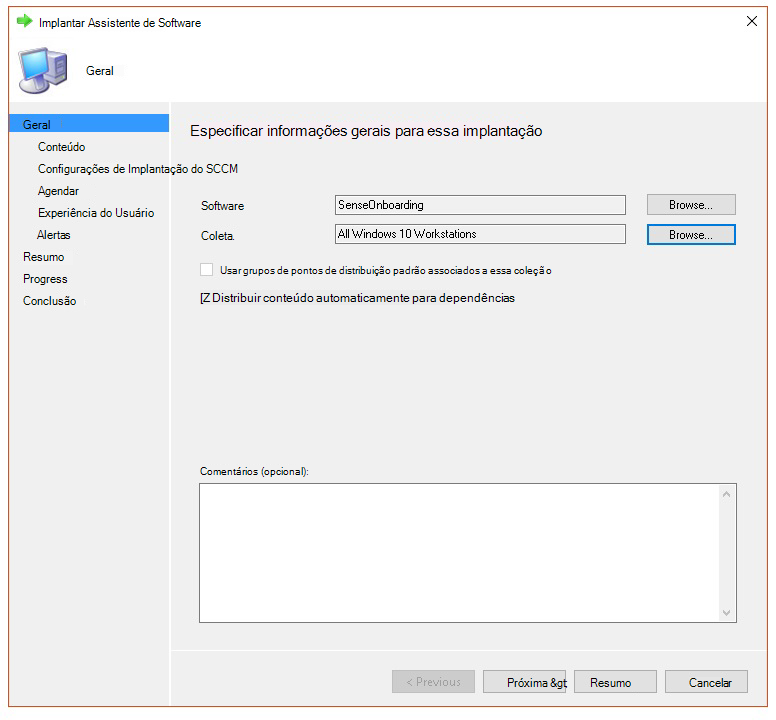 Implantar Assistente de Software
Geral
Geral
Conteúdo
Configurações de Implantação do SCCM
Agendar
Experiência do Usuário
Alertas
Resumo
Progress
Conclusão
Especificar informações gerais para essa implantação
Software
SenseOnboarding
Browse...
Coleta.
All Windows 10 Workstations
Browse...
Usar grupos de pontos de distribuição padrão associados a essa coleção
[Z Distribuir conteúdo automaticamente para dependências
Comentários (opcional):
< Previous
Próxima &gt;
Resumo
Cancelar